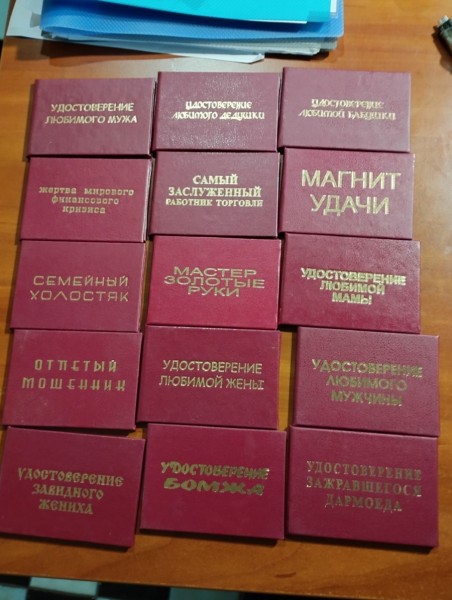 УДОСТОВЕРЕНИЕ
ЛЮБИМОГО МУЖА
УДОСТОВЕРЕНИЕ
ЛЮБИМОГО ДЕДУШКИ
УДОСТОВЕРЕНИЕ
ЛЮБИМОЙ БАБУШКИ
ЖЕРТВА МИРОВОГО
ФИНАНСОВОГО
КРИЗИСА
САМЫЙ
ЗАСЛУЖЕННЫЙ
РАБОТНИК ТОРГОВЛИ
МАГНИТ
УДАЧИ
СЕМЕЙНЫЙ
ХОЛОСТЯК
МАСТЕР
ЗОЛОТЫЕ
РУКИ
УДОСТОВЕРЕНИЕ
ЛЮБИМОЙ
МАМЫ
ОТПЕТЫЙ
МОШЕННИК
УДОСТОВЕРЕНИЕ
ЛЮБИМОЙ ЖЕНЫ
УДОСТОВЕРЕНИЕ
ЛЮБИМОГО
МУЖЧИНЫ
УДОСТОВЕРЕНИЕ
ЗАВИДНОГО
ЖЕНИХА
УДОСТОВЕРЕНИЕ
БОМЖА
УДОСТОВЕРЕНИЕ
ЗАЖРАВШЕГОСЯ
ДАРМОЕДА